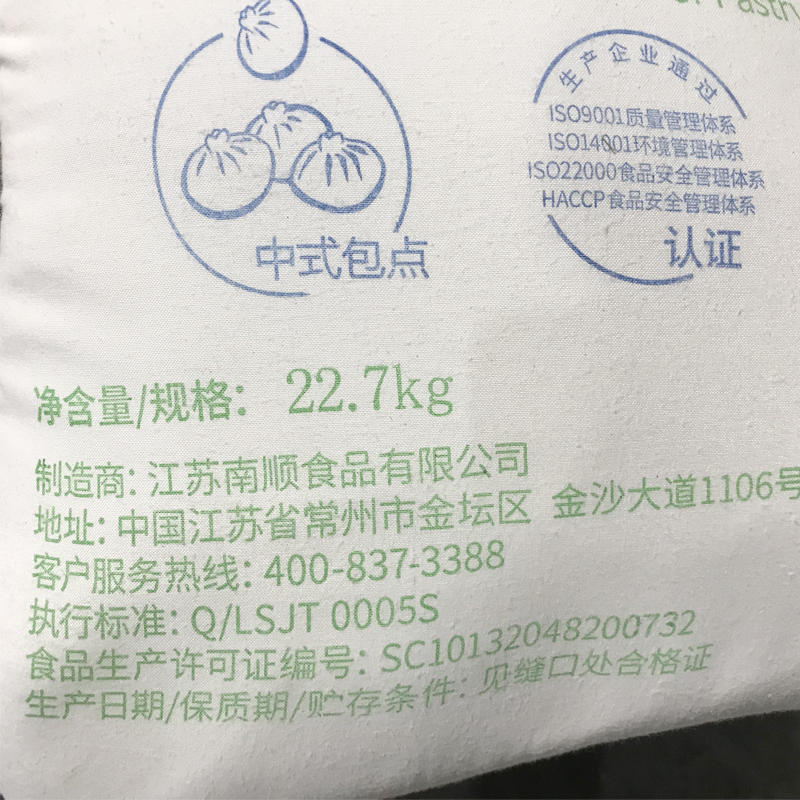 Pastry
中式包点
生产企业通过
ISO9001质量管理体系
ISO14001环境管理体系
ISO22000食品安全管理体系
HACCP食品安全管理体系
认证
净含量/规格：22.7kg
制造商：江苏南顺食品有限公司
地址：中国江苏省常州市金坛区 金沙大道1106号
客户服务热线：400-837-3388
执行标准：Q/LSJT 0005S
食品生产许可证编号：SC10132048200732
生产日期/保质期/贮存条件：见缝口处合格证